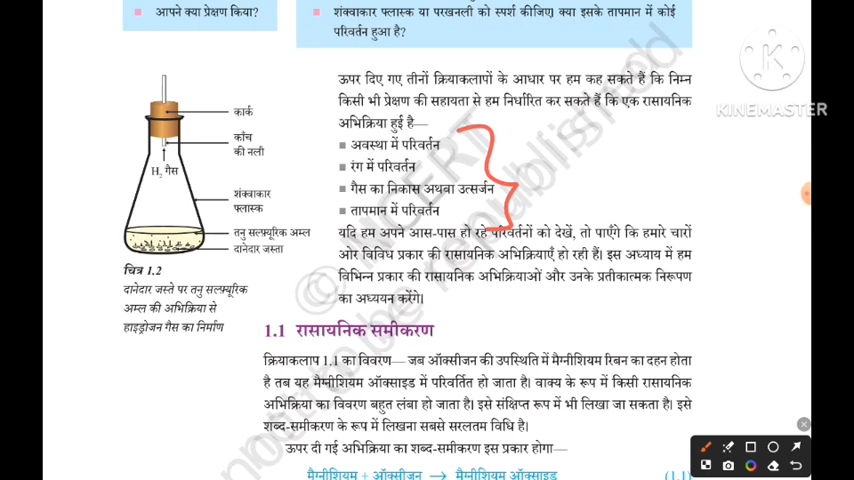 ■ आपने क्या प्रेक्षण किया?
■ शंक्वाकार फ्लास्क या परखनली को स्पर्श कीजिए। क्या इसके तापमान में कोई
परिवर्तन हुआ है?
KINEMASTER
ऊपर दिए गए तीनों क्रियाकलापों के आधार पर हम कह सकते हैं कि निम्न
किसी भी प्रेक्षण की सहायता से हम निर्धारित कर सकते हैं कि एक रासायनिक
अभिक्रिया हुई है—
■ अवस्था में परिवर्तन
■ रंग में परिवर्तन
■ गैस का निकास अथवा उत्सर्जन
■ तापमान में परिवर्तन
यदि हम अपने आस-पास हो रहे परिवर्तनों को देखें, तो पाएँगे कि हमारे चारों
ओर विविध प्रकार की रासायनिक अभिक्रियाएँ हो रही हैं। इस अध्याय में हम
विभिन्न प्रकार की रासायनिक अभिक्रियाओं और उनके प्रतीकात्मक निरूपण
का अध्ययन करेंगे।
कार्क
काँच
की नली
H₂ गैस
शंक्वाकार
फ्लास्क
तनु सल्फ़्यूरिक अम्ल
दानेदार जस्ता
चित्र 1.2
दानेदार जस्ते पर तनु सल्फ़्यूरिक
अम्ल की अभिक्रिया से
हाइड्रोजन गैस का निर्माण
1.1 रासायनिक समीकरण
क्रियाकलाप 1.1 का विवरण— जब ऑक्सीजन की उपस्थिति में मैग्नीशियम रिबन का दहन होता
है तब यह मैग्नीशियम ऑक्साइड में परिवर्तित हो जाता है। वाक्य के रूप में किसी रासायनिक
अभिक्रिया का विवरण बहुत लंबा हो जाता है। इसे संक्षिप्त रूप में भी लिखा जा सकता है। इसे
शब्द-समीकरण के रूप में लिखना सबसे सरलतम विधि है।
ऊपर दी गई अभिक्रिया का शब्द-समीकरण इस प्रकार होगा—
मैग्नीशियम + ऑक्सीजन → मैग्नीशियम ऑक्साइड (1.1)
© NCERT
not to be republished